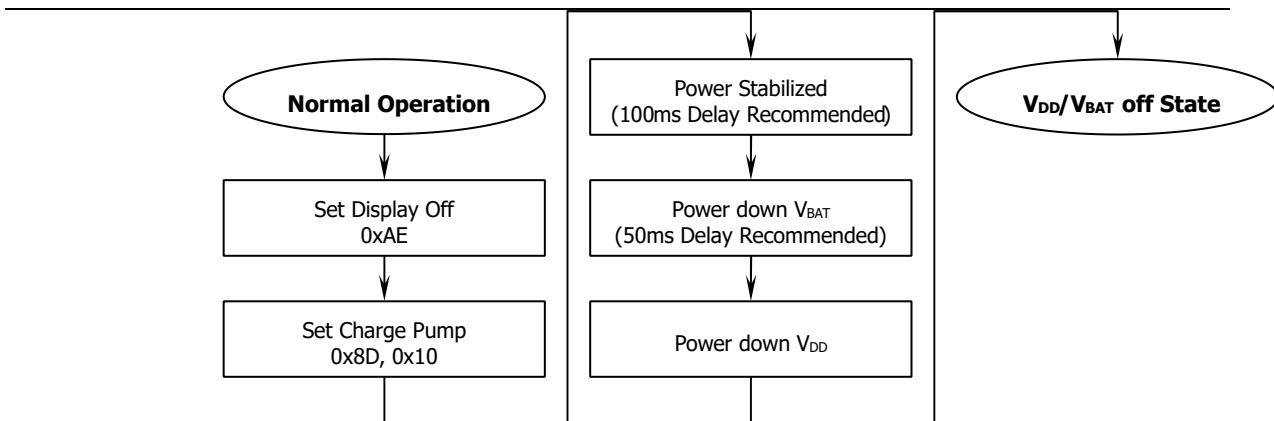 Normal Operation
Set Display Off
0xAE
Set Charge Pump
0x8D, 0x10
Power Stabilized
(100ms Delay Recommended)
Power down VBAT
(50ms Delay Recommended)
Power down VDD
VDD/VBAT off State